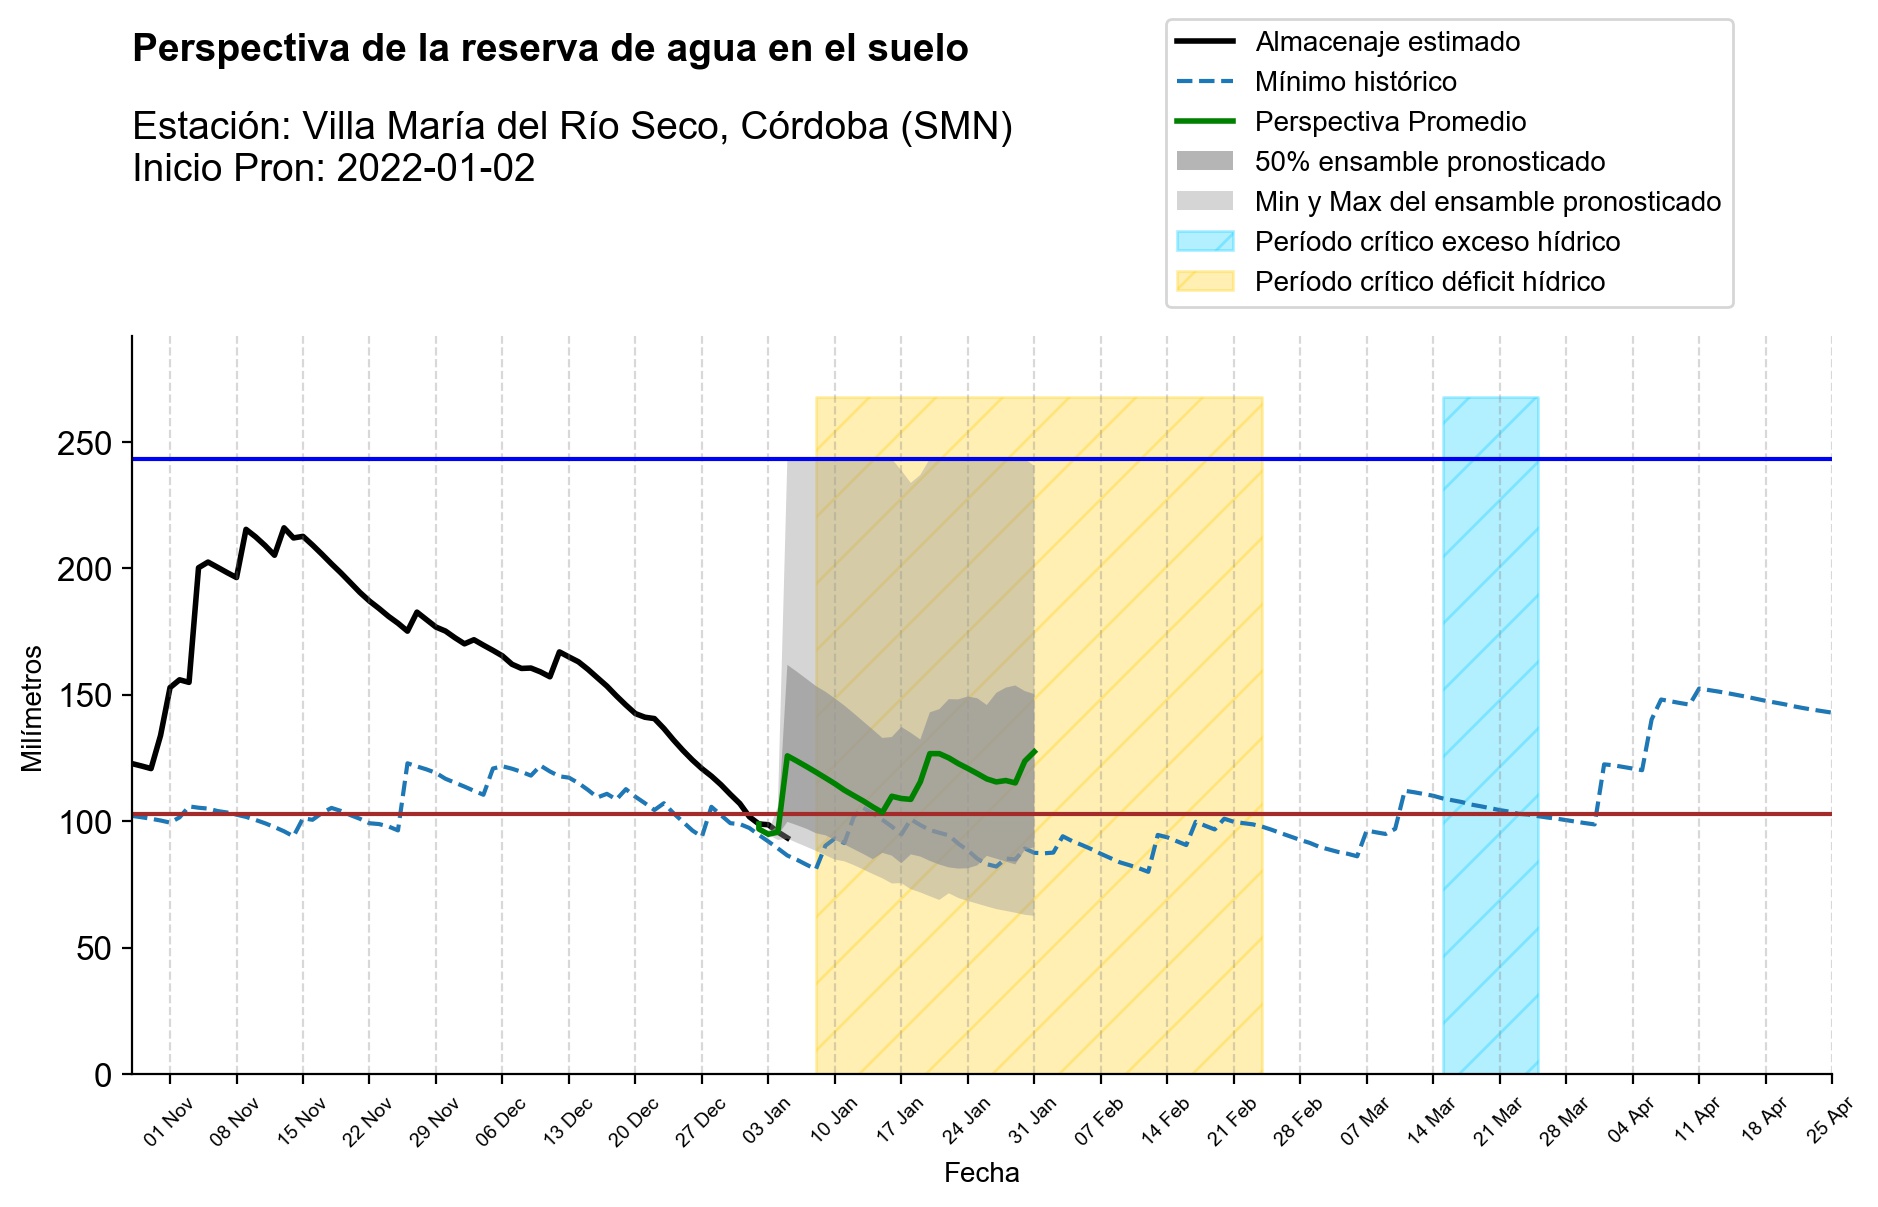 Perspectiva de la reserva de agua en el suelo
Estación: Villa María del Río Seco, Córdoba (SMN)
Inicio Pron: 2022-01-02
Almacenaje estimado
Mínimo histórico
Perspectiva Promedio
50% ensamble pronosticado
Min y Max del ensamble pronosticado
Período crítico exceso hídrico
Período crítico déficit hídrico
Milímetros
250
200
150
100
50
0
01 Nov
08 Nov
15 Nov
22 Nov
29 Nov
06 Dec
13 Dec
20 Dec
27 Dec
03 Jan
10 Jan
17 Jan
24 Jan
31 Jan
07 Feb
14 Feb
21 Feb
28 Feb
07 Mar
14 Mar
21 Mar
28 Mar
04 Apr
11 Apr
18 Apr
25 Apr
Fecha